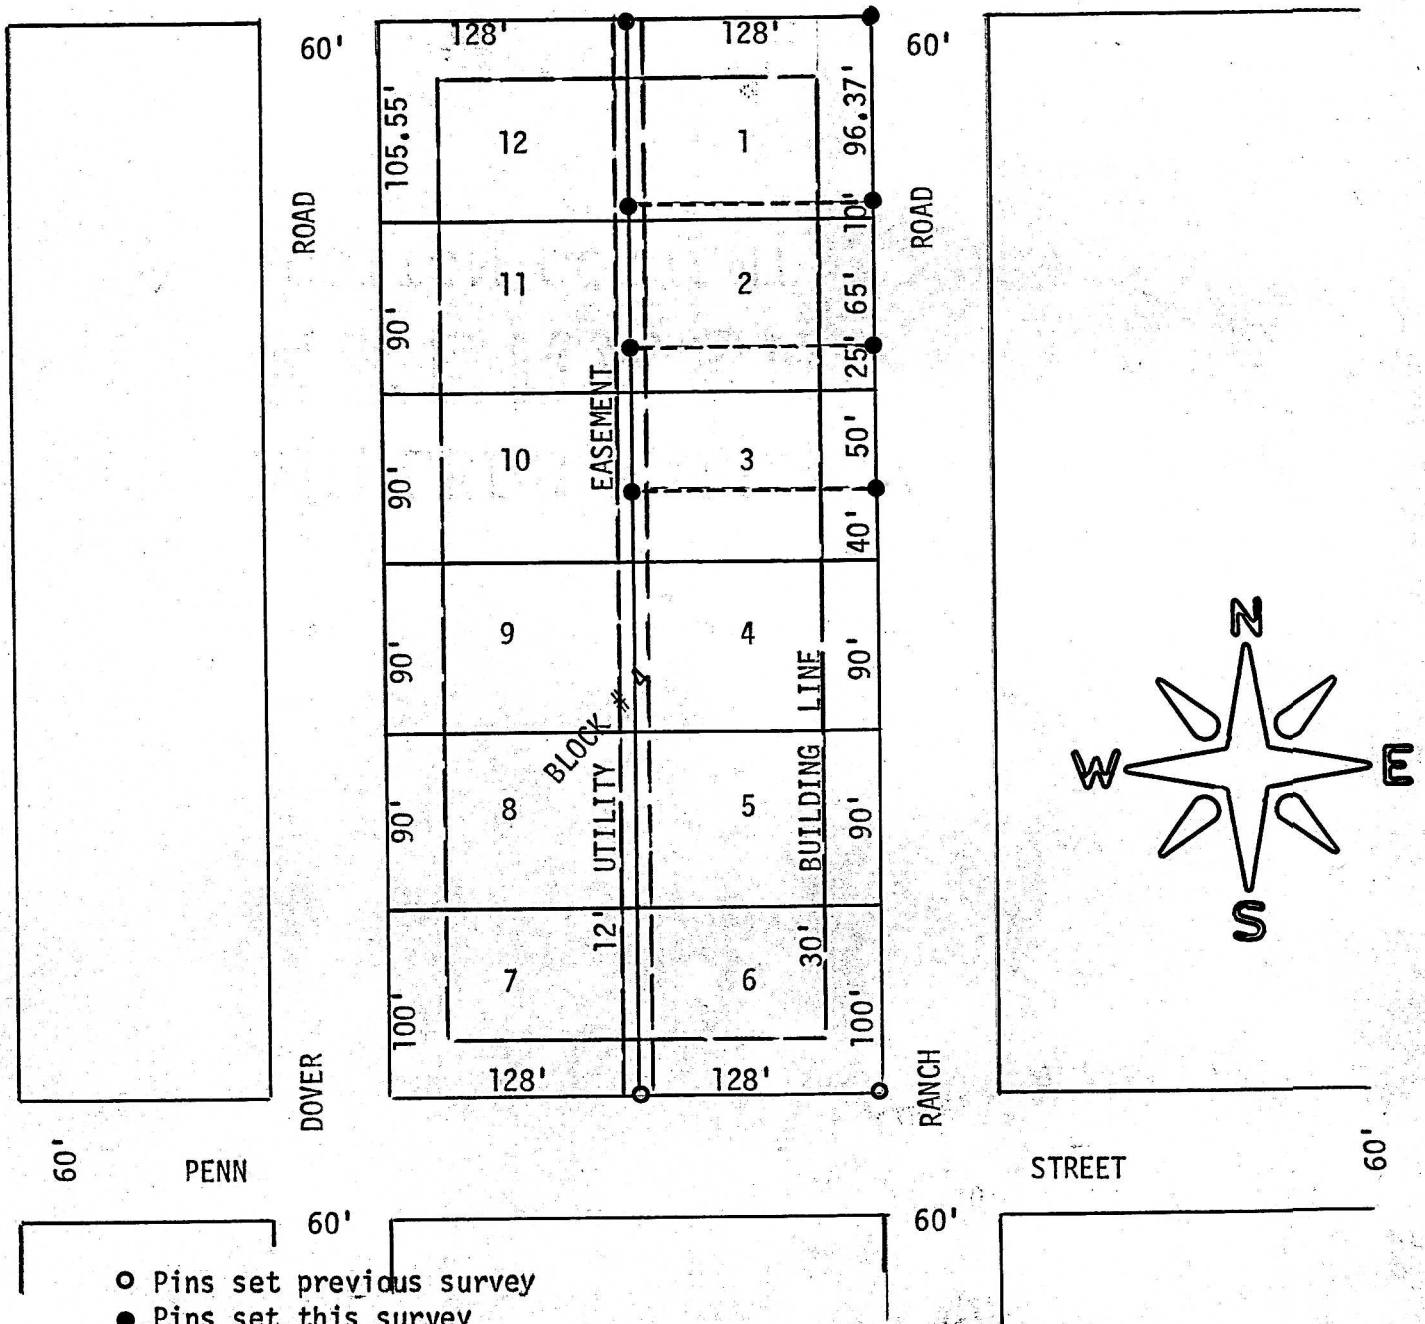 128'
128'
60'
60'
105.55'
96.37'
12
1
ROAD
10'
ROAD
11
2
65'
90'
25'
EASEMENT
50'
10
3
90'
40'
N
9
4
90'
90'
BLOCK # 4
BUILDING LINE
W
E
8
UTILITY
5
90'
90'
S
12'
30'
7
6
100'
100'
128'
128'
DOVER
RANCH
60'
PENN
STREET
60'
60'
60'
Pins set previous survey
Pins set this survey